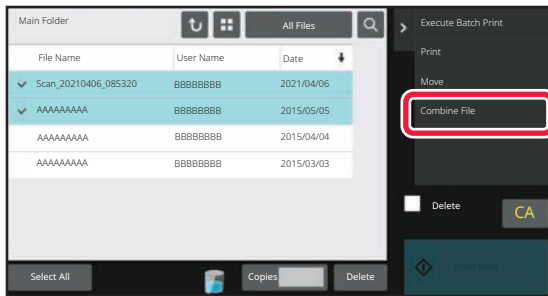 Main Folder
All Files
File Name User Name Date
Scan_20210406_085320 BBBBBBBB 2021/04/06
AAAAAAAAA BBBBBBBB 2015/05/05
AAAAAAAAA BBBBBBBB 2015/04/04
AAAAAAAAA BBBBBBBB 2015/03/03
Select All
Copies
Delete
Execute Batch Print
Print
Move
Combine File
Delete
CA
Print Now